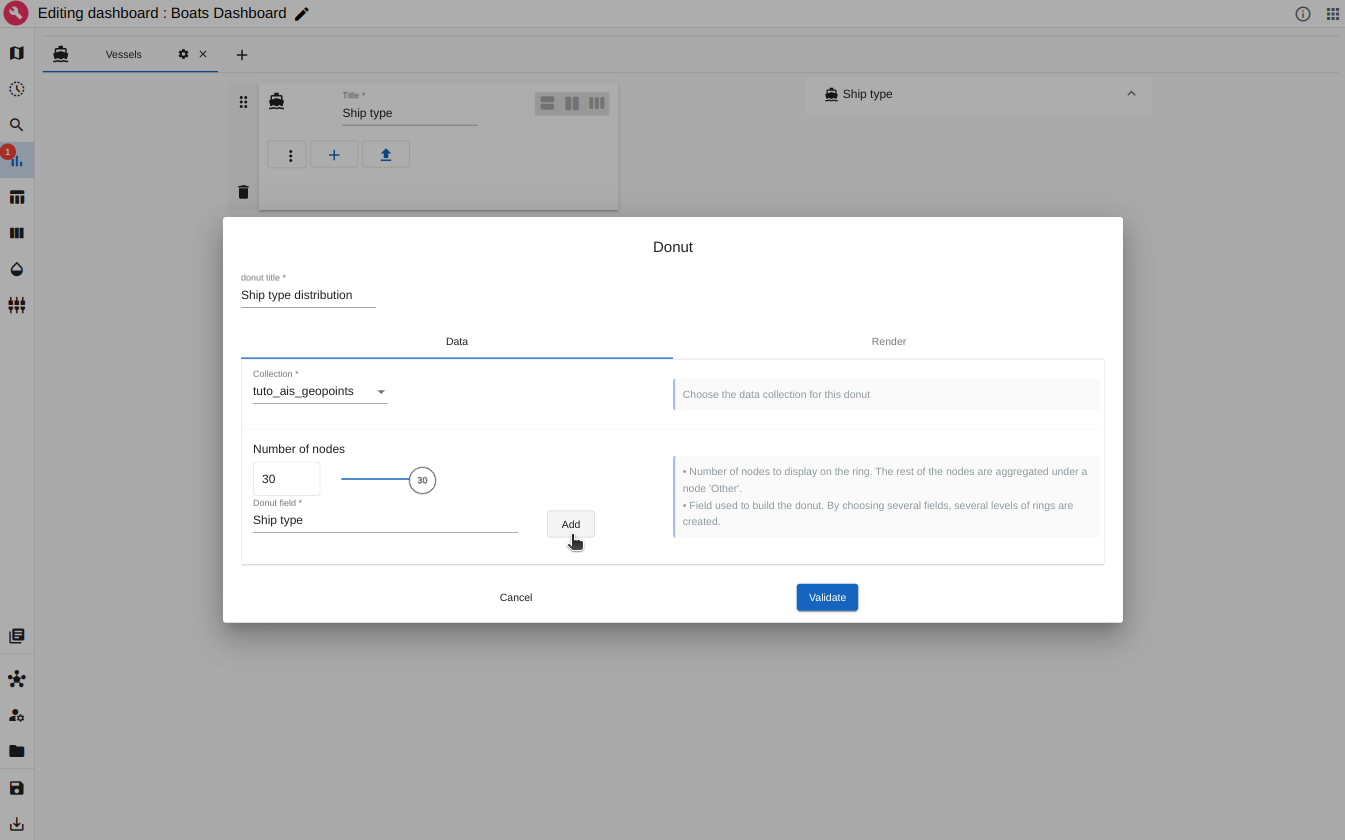 Editing dashboard : Boats Dashboard
Vessels
Title *
Ship type
Ship type
1
Donut
donut title *
Ship type distribution
Data
Render
Collection *
tuto_ais_geopoints
Choose the data collection for this donut
Number of nodes
30
30
Donut field *
Ship type
Add
• Number of nodes to display on the ring. The rest of the nodes are aggregated under a
node 'Other'.
• Field used to build the donut. By choosing several fields, several levels of rings are
created.
Cancel
Validate